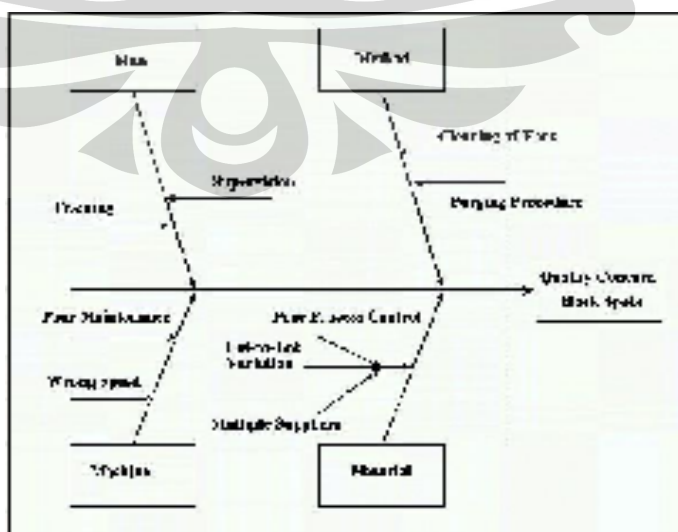 Man
Method
Cleaning of
Supervision
Training
Purging Procedure
Quality Concern
Black Spots
Poor Maintenance
Poor Process Control
Lot-to-Lot
Variation
Wrong speed
Multiple Suppliers
Machine
Material